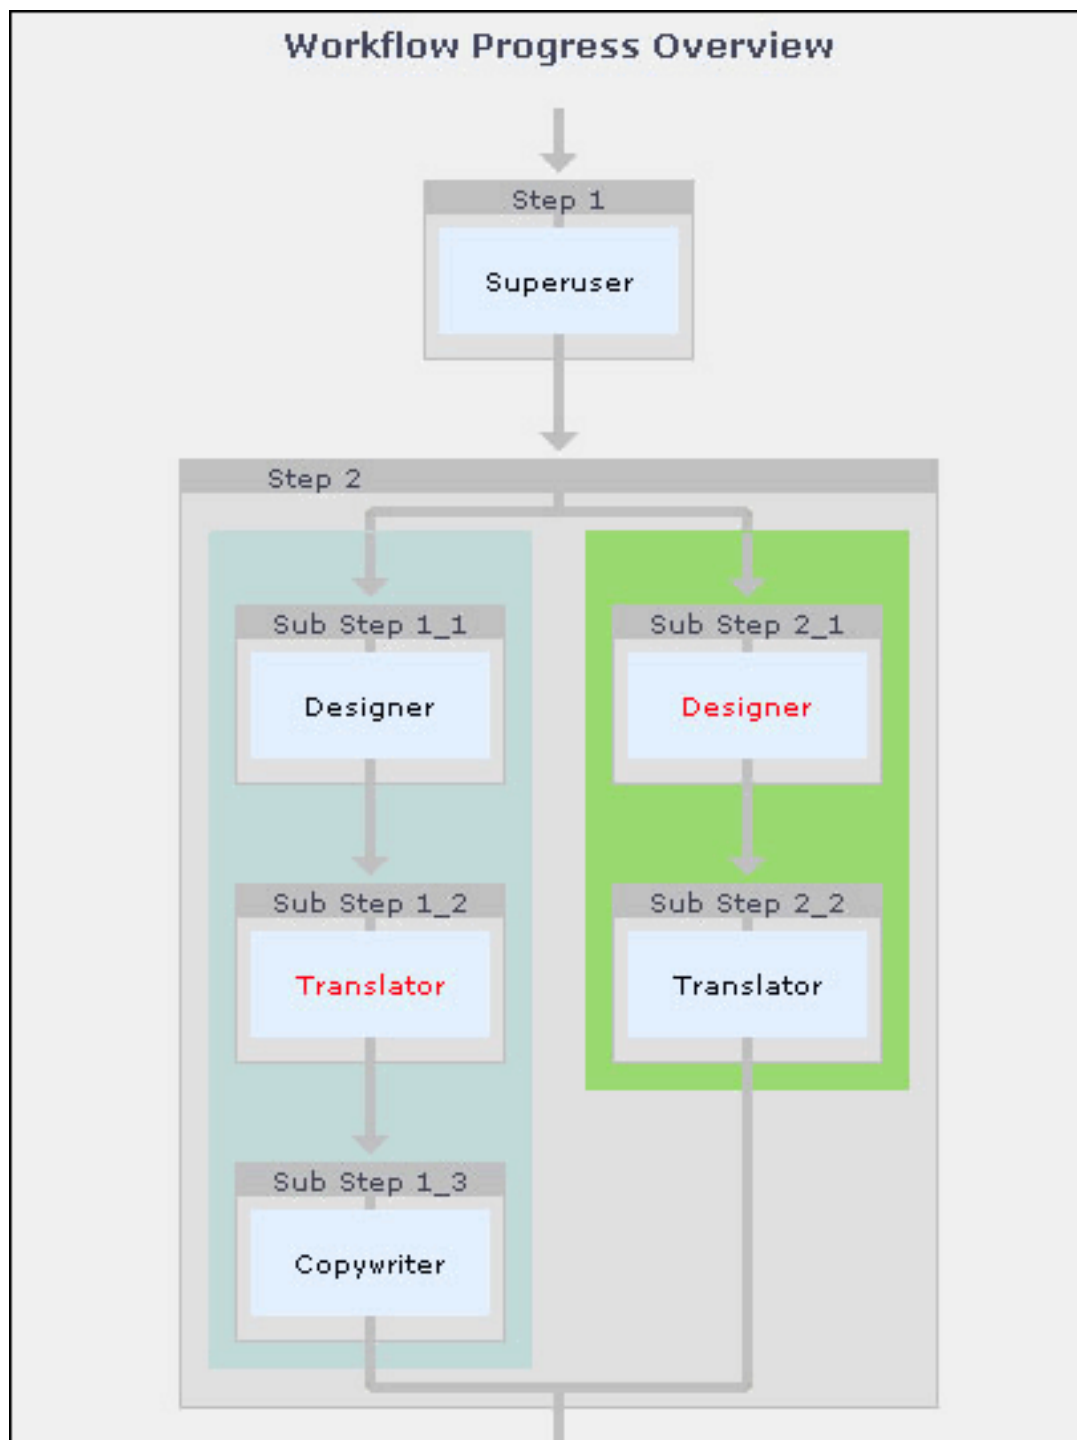 Workflow Progress Overview
Step 1
Superuser
Step 2
Sub Step 1_1
Designer
Sub Step 1_2
Translator
Sub Step 1_3
Copywriter
Sub Step 2_1
Designer
Sub Step 2_2
Translator